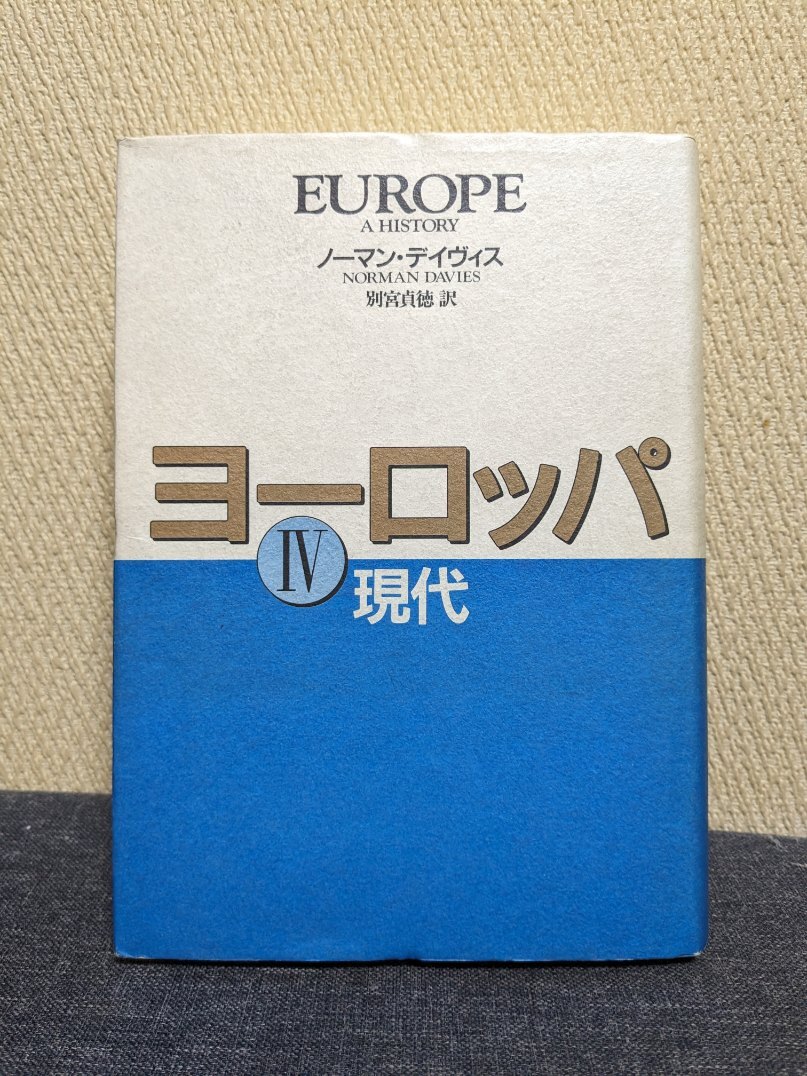 EUROPE
A HISTORY
ノーマン・デイヴィス
NORMAN DAVIES
別宮貞徳 訳
ヨーロッパ
IV
現代